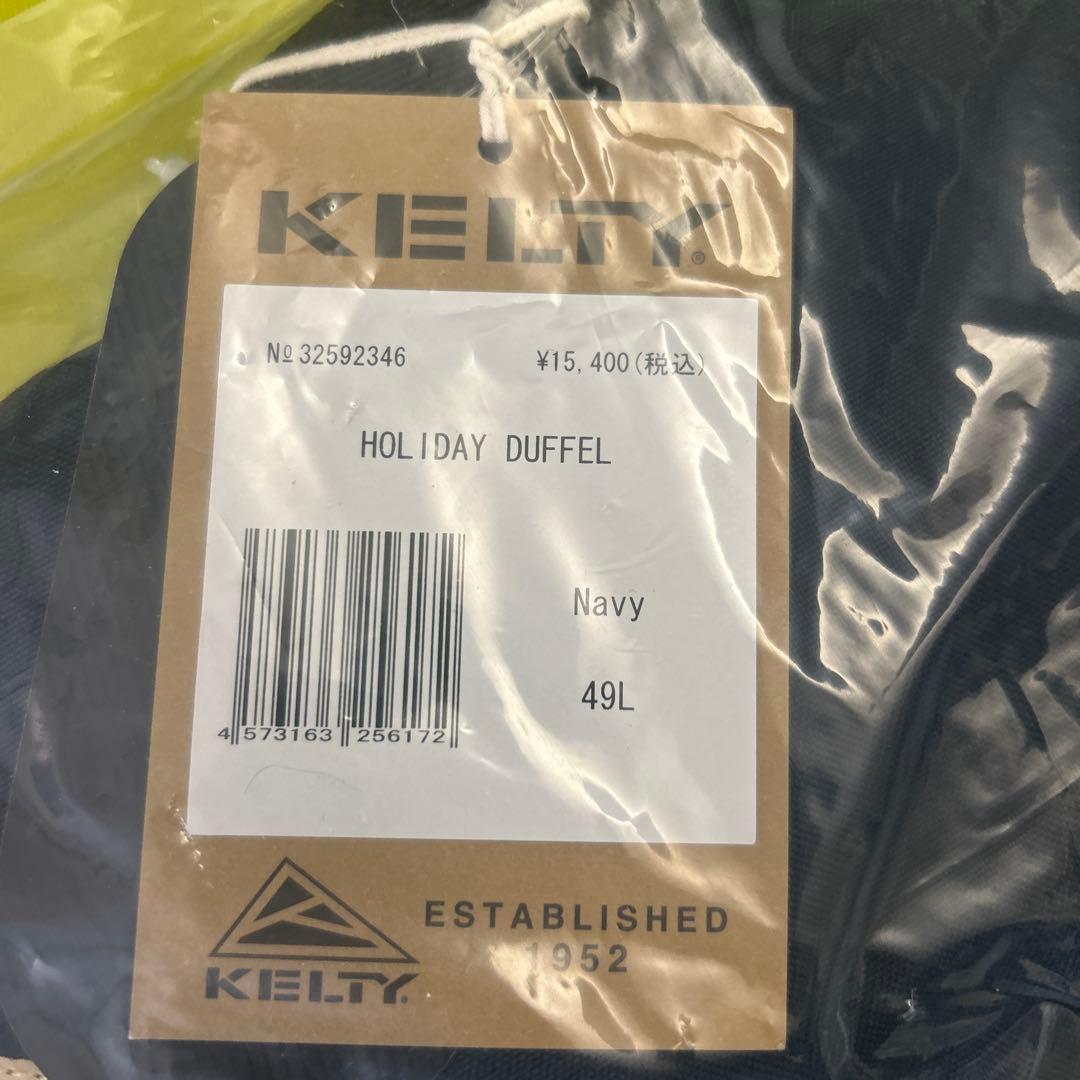 KELTY®
№32592346 ¥15,400(税込)
HOLIDAY DUFFEL
Navy
49L
4 573163 256172
ESTABLISHED
1952
KELTY.